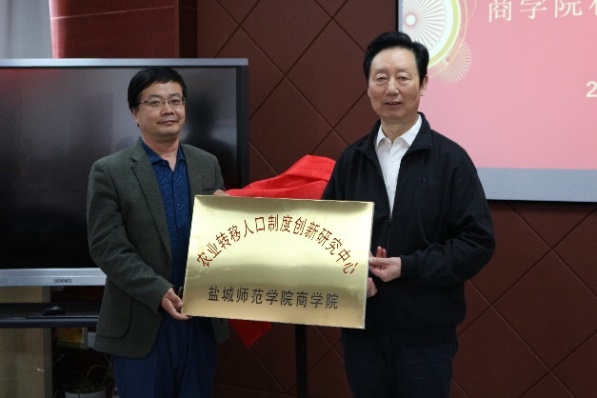 商学院
2
农业转移人口制度创新研究中心
盐城师范学院商学院